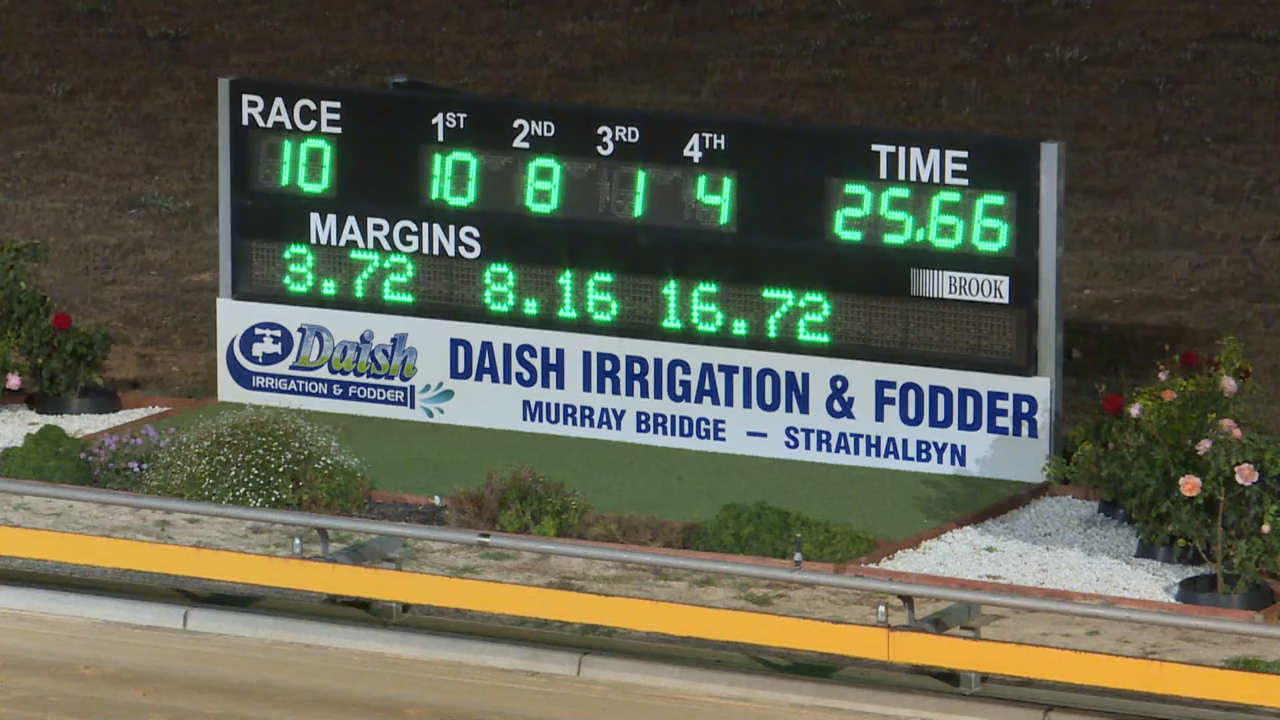 RACE 1ST 2ND 3RD 4TH TIME
10 10 8 1 4 25.66
MARGINS
3.72 8.16 16.72
BROOK
Daish
IRRIGATION & FODDER
DAISH IRRIGATION & FODDER
MURRAY BRIDGE – STRATHALBYN